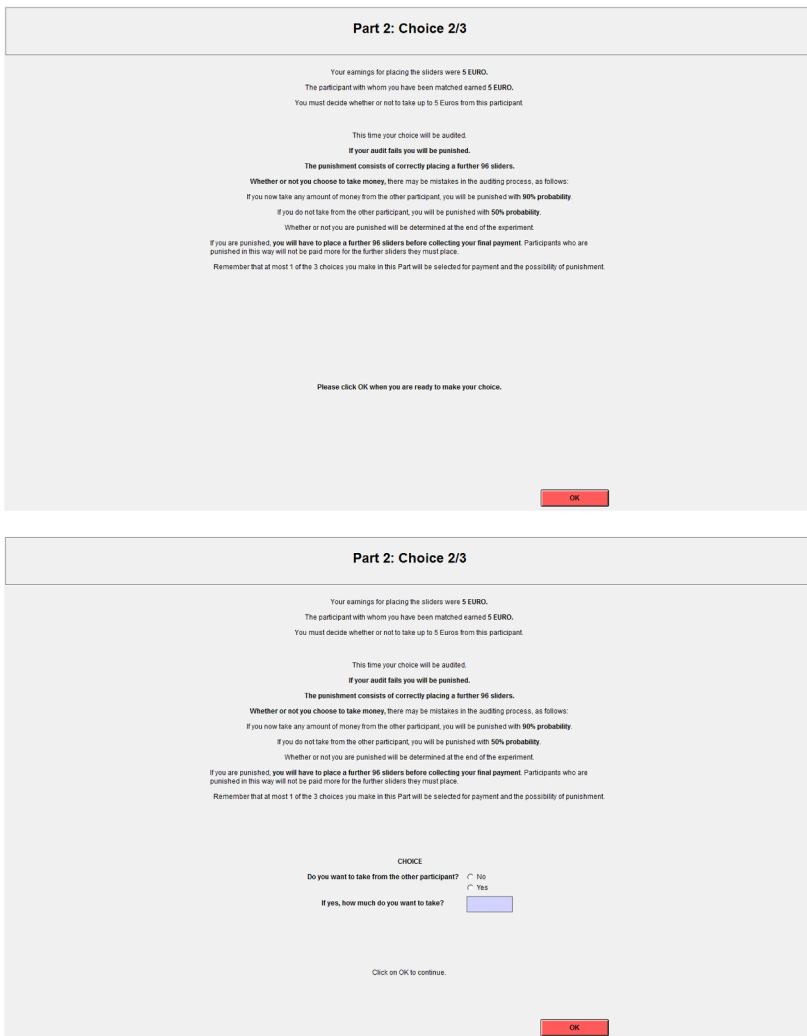 Part 2: Choice 2/3
Your earnings for placing the sliders were 5 EURO.
The participant with whom you have been matched earned 5 EURO.
You must decide whether or not to take up to 5 Euros from this participant.
This time your choice will be audited.
If your audit fails you will be punished.
The punishment consists of correctly placing a further 96 sliders.
Whether or not you choose to take money, there may be mistakes in the auditing process, as follows:
If you now take any amount of money from the other participant, you will be punished with 90% probability.
If you do not take from the other participant, you will be punished with 50% probability.
Whether or not you are punished will be determined at the end of the experiment.
If you are punished, you will have to place a further 96 sliders before collecting your final payment. Participants who are
punished in this way will not be paid more for the further sliders they must place.
Remember that at most 1 of the 3 choices you make in this Part will be selected for payment and the possibility of punishment.
Please click OK when you are ready to make your choice.
OK
Part 2: Choice 2/3
Your earnings for placing the sliders were 5 EURO.
The participant with whom you have been matched earned 5 EURO.
You must decide whether or not to take up to 5 Euros from this participant.
This time your choice will be audited.
If your audit fails you will be punished.
The punishment consists of correctly placing a further 96 sliders.
Whether or not you choose to take money, there may be mistakes in the auditing process, as follows:
If you now take any amount of money from the other participant, you will be punished with 90% probability.
If you do not take from the other participant, you will be punished with 50% probability.
Whether or not you are punished will be determined at the end of the experiment.
If you are punished, you will have to place a further 96 sliders before collecting your final payment. Participants who are
punished in this way will not be paid more for the further sliders they must place.
Remember that at most 1 of the 3 choices you make in this Part will be selected for payment and the possibility of punishment.
CHOICE
Do you want to take from the other participant? No
Yes
If yes, how much do you want to take?
Click on OK to continue.
OK